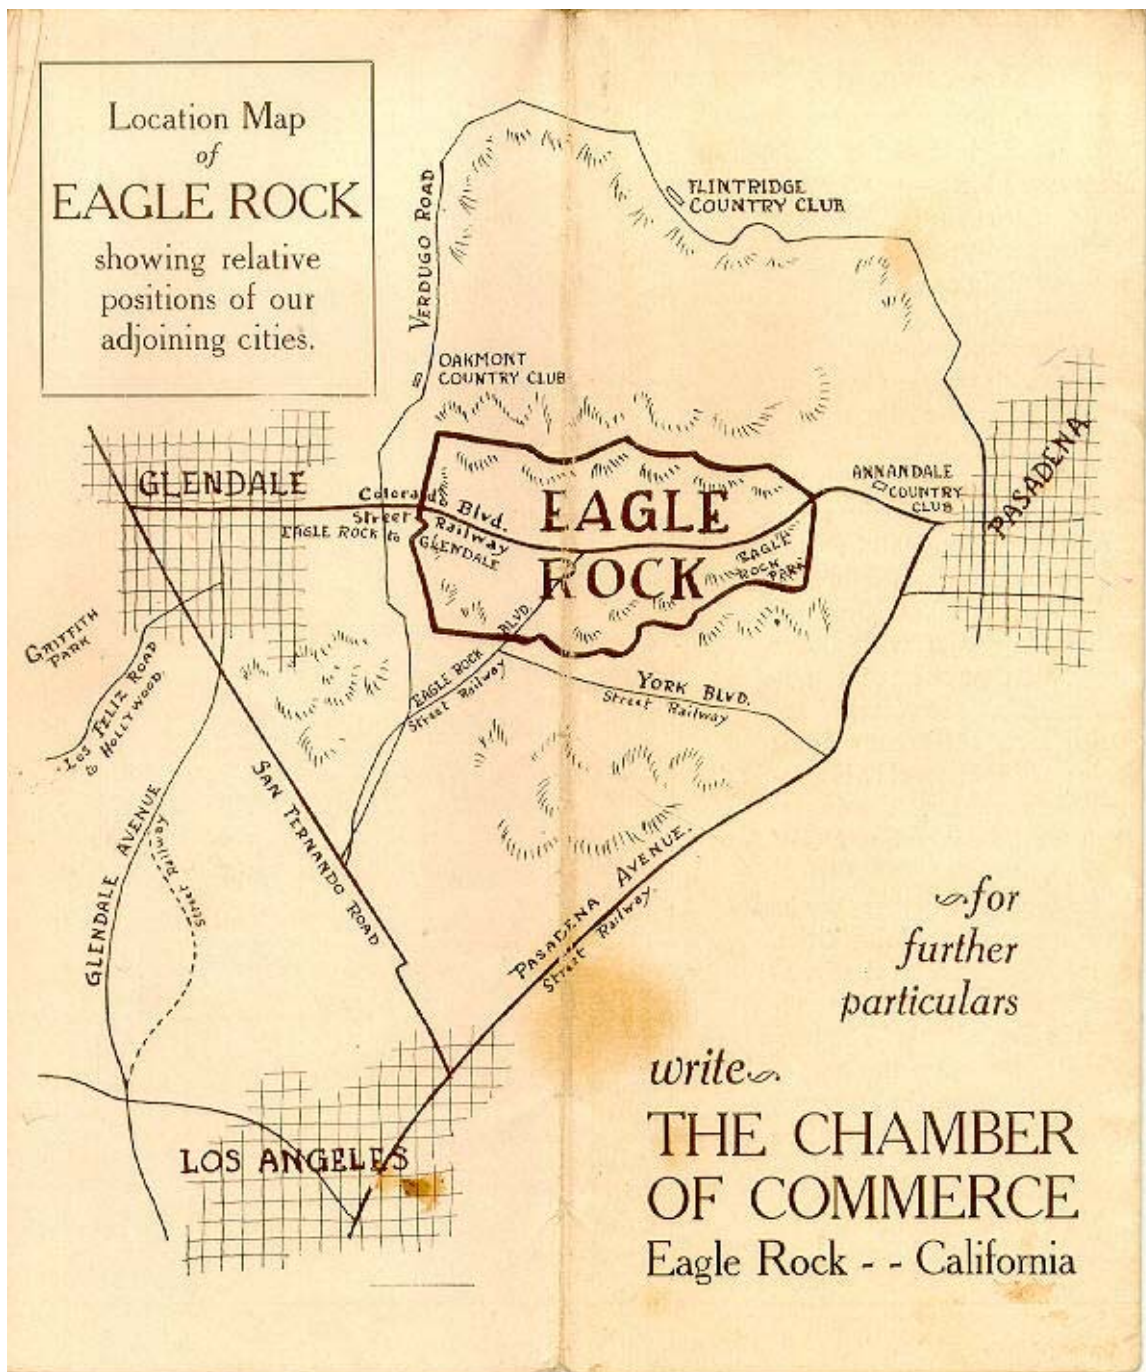 Location Map
of
EAGLE ROCK
showing relative
positions of our
adjoining cities.
VERDUGO ROAD
FLINTRIDGE
COUNTRY CLUB
OAKMONT
COUNTRY CLUB
GLENDALE
Colorado Blvd.
Street Railway
EAGLE ROCK to GLENDALE
EAGLE
ROCK
EAGLE
ROCK PARK
ANNANDALE
COUNTRY
CLUB
PASADENA
GRIFFITH
PARK
LOS FELIZ ROAD
to HOLLYWOOD.
EAGLE ROCK BLVD.
Street Railway
YORK BLVD.
Street Railway
SAN FERNANDO ROAD
GLENDALE AVENUE
Street Railway
PASADENA AVENUE.
Street Railway.
LOS ANGELES
for
further
particulars
write
THE CHAMBER
OF COMMERCE
Eagle Rock - - California